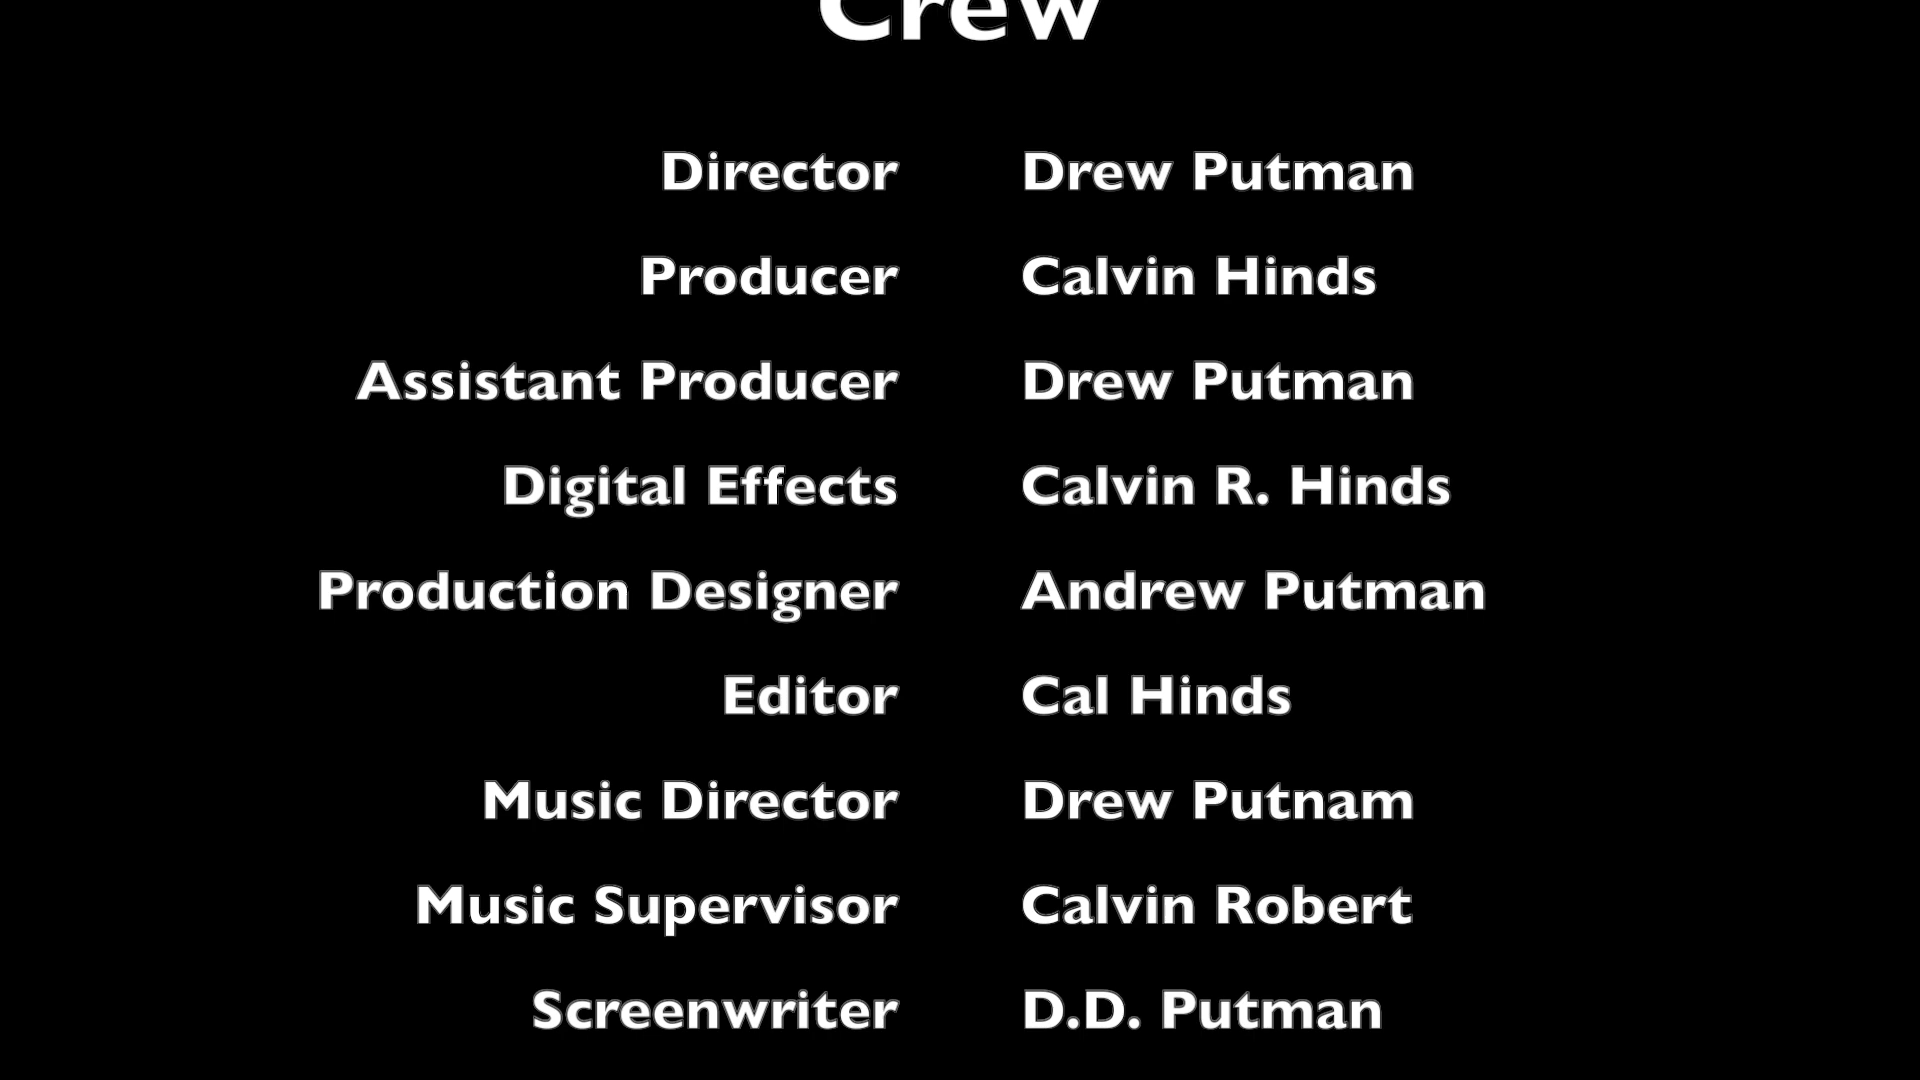 Crew
Director Drew Putman
Producer Calvin Hinds
Assistant Producer Drew Putman
Digital Effects Calvin R. Hinds
Production Designer Andrew Putman
Editor Cal Hinds
Music Director Drew Putnam
Music Supervisor Calvin Robert
Screenwriter D.D. Putman